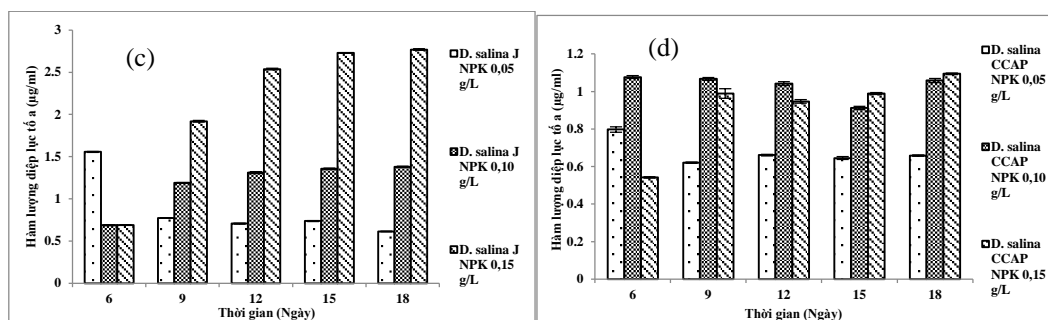 (c)
Hàm lượng diệp lục tố a (µg/ml)
3
2.5
2
1.5
1
0.5
0
6 9 12 15 18
Thời gian (Ngày)
D. salina J
NPK 0,05
g/L
D. salina J
NPK 0,10
g/L
D. salina J
NPK 0,15
g/L
(d)
Hàm lượng diệp lục tố a (µg/ml)
1.2
1
0.8
0.6
0.4
0.2
0
6 9 12 15 18
Thời gian (Ngày)
D. salina
CCAP
NPK 0,05
g/L
D. salina
CCAP
NPK 0,10
g/L
D. salina
CCAP
NPK 0,15
g/L